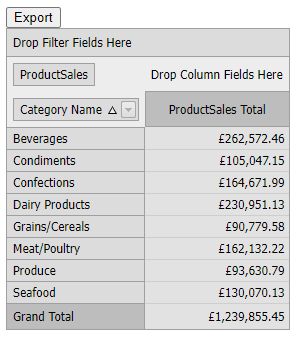 Export
Drop Filter Fields Here
ProductSales Drop Column Fields Here
Category Name ProductSales Total
Beverages £262,572.46
Condiments £105,047.15
Confections £164,671.99
Dairy Products £230,951.13
Grains/Cereals £90,779.58
Meat/Poultry £162,132.22
Produce £93,630.79
Seafood £130,070.13
Grand Total £1,239,855.45